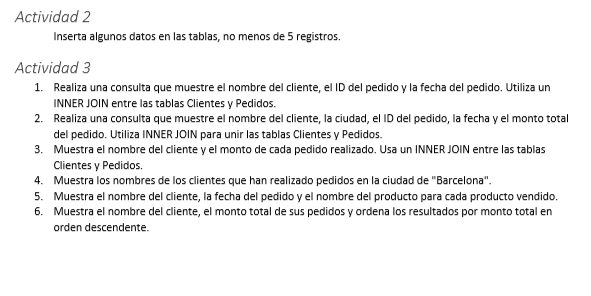 Actividad 2
Inserta algunos datos en las tablas, no menos de 5 registros.
Actividad 3
1. Realiza una consulta que muestre el nombre del cliente, el ID del pedido y la fecha del pedido. Utiliza un
INNER JOIN entre las tablas Clientes y Pedidos.
2. Realiza una consulta que muestre el nombre del cliente, la ciudad, el ID del pedido, la fecha y el monto total
del pedido. Utiliza INNER JOIN para unir las tablas Clientes y Pedidos.
3. Muestra el nombre del cliente y el monto de cada pedido realizado. Usa un INNER JOIN entre las tablas
Clientes y Pedidos.
4. Muestra los nombres de los clientes que han realizado pedidos en la ciudad de "Barcelona".
5. Muestra el nombre del cliente, la fecha del pedido y el nombre del producto para cada producto vendido.
6. Muestra el nombre del cliente, el monto total de sus pedidos y ordena los resultados por monto total en
orden descendente.